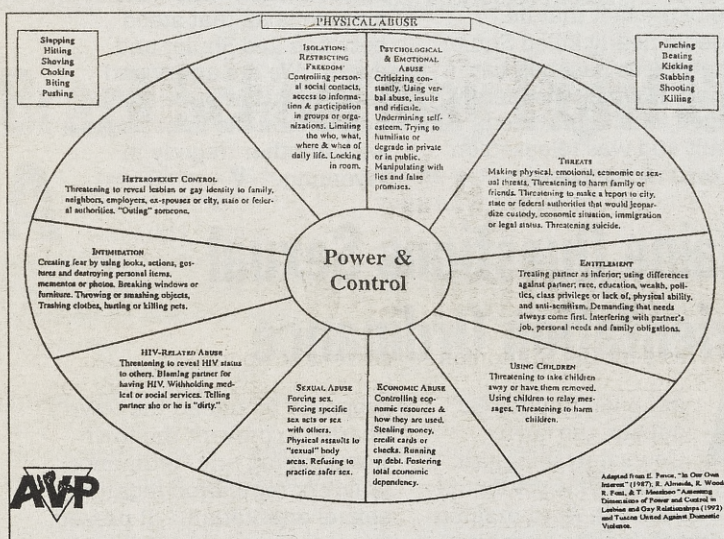 PHYSICAL ABUSE
Slapping
Hitting
Shoving
Choking
Biting
Pushing
Punching
Beating
Kicking
Stabbing
Shooting
Killing
ISOLATION:
RESTRICTING
FREEDOM
Controlling person-
al social contacts,
access to informa-
tion & participation
in groups or orga-
nizations. Limiting
the who, what,
where & when of
daily life. Locking
in room.
PSYCHOLOGICAL
& EMOTIONAL
ABUSE
Criticizing con-
stantly. Using ver-
bal abuse, insults
and ridicule.
Undermining self-
esteem. Trying to
humiliate or
degrade in private
or in public.
Manipulating with
lies and false
promises.
HETEROSEXIST CONTROL
Threatening to reveal lesbian or gay identity to family,
neighbors, employers, ex-spouses or city, state or feder-
al authorities. "Outing" someone.
THREATS
Making physical, emotional, economic or sex-
ual threats. Threatening to harm family or
friends. Threatening to make a report to city,
state or federal authorities that would jeopar-
dize custody, economic situation, immigration
or legal status. Threatening suicide.
INTIMIDATION
Creating fear by using looks, actions, ges-
tures and destroying personal items,
mementos or photos. Breaking windows or
furniture. Throwing or smashing objects,
Trashing clothes, hurting or killing pets.
Power &
Control
ENTITLEMENT
Treating partner as inferior; using differences
against partner; race, education, wealth, poli-
tics, class privilege or lack of, physical ability,
and anti-semitism. Demanding that needs
always come first. Interfering with partner's
job, personal needs and family obligations.
HIV-RELATED ABUSE
Threatening to reveal HIV status
to others. Blaming partner for
having HIV. Withholding med-
ical or social services. Telling
partner she or he is "dirty."
SEXUAL ABUSE
Forcing sex.
Forcing specific
sex acts or sex
with others.
Physical assaults to
"sexual" body
areas. Refusing to
practice safer sex.
ECONOMIC ABUSE
Controlling eco-
nomic resources &
how they are used.
Stealing money,
credit cards or
checks. Running
up debt. Fostering
total economic
dependency.
USING CHILDREN
Threatening to take children
away or have them removed.
Using children to relay mes-
sages. Threatening to harm
children.
AVP
Adapted from E. Pence, "In Our Own
Interest" (1987); R. Almeida, R. Wood
R. Font, & T. Messineo "Assessing
Dimensions of Power and Control in
Lesbian and Gay Relationships (1992)
and Tuscon United Against Domestic
Violence.